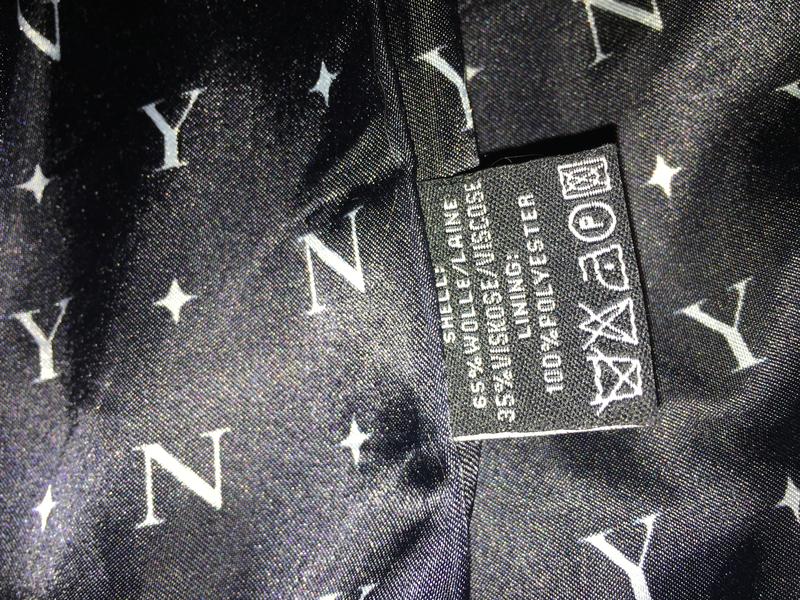 SHELL:
65%WOLLE/LAINE
35%VISKOSE/VISCOSE
LINING:
100%POLYESTER
P
Y
Y
N
N
Y
N
Y
Y
Y